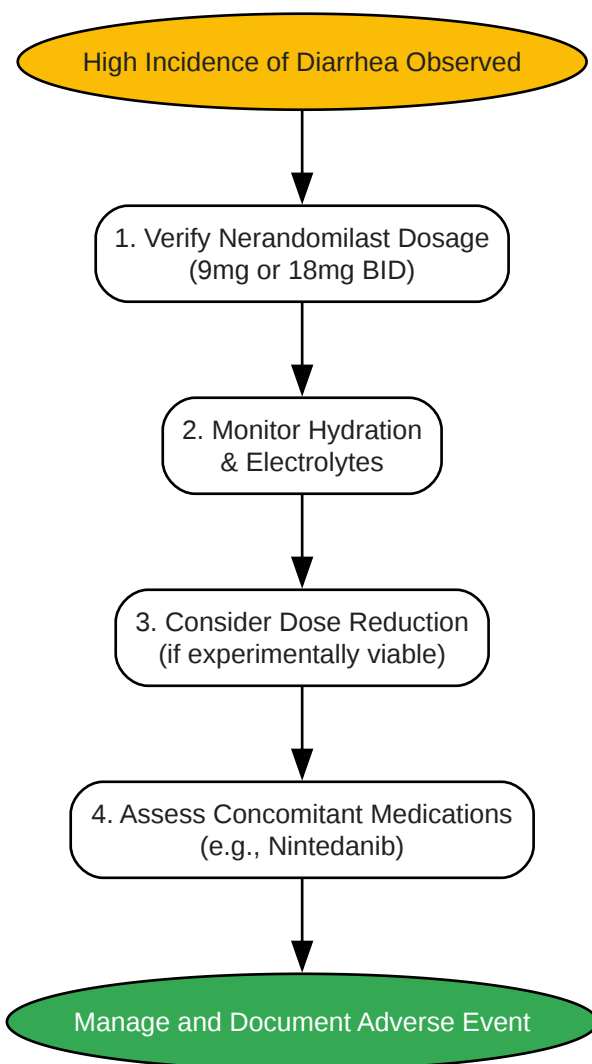 High Incidence of Diarrhea Observed
1. Verify Nerandomilast Dosage
(9mg or 18mg BID)
2. Monitor Hydration
& Electrolytes
3. Consider Dose Reduction
(if experimentally viable)
4. Assess Concomitant Medications
(e.g., Nintedanib)
Manage and Document Adverse Event